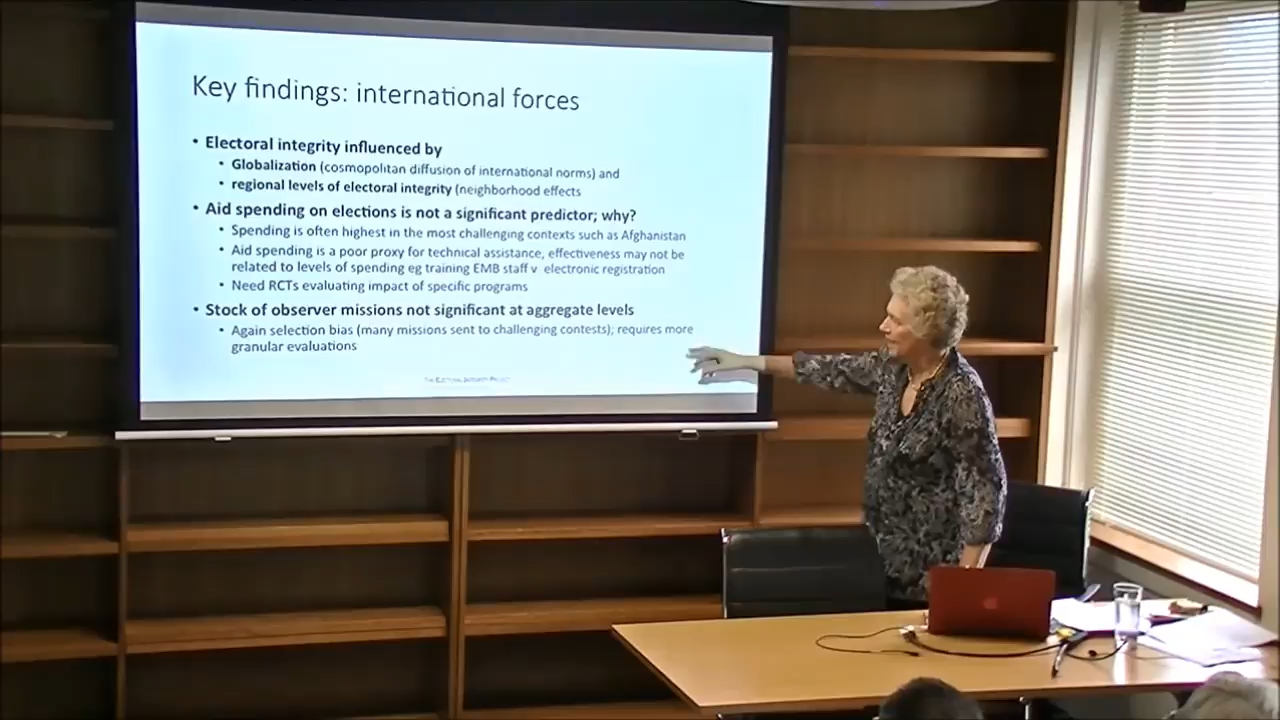 Key findings: international forces
• Electoral integrity influenced by
• Globalization (cosmopolitan diffusion of international norms) and
• regional levels of electoral integrity (neighborhood effects
• Aid spending on elections is not a significant predictor; why?
• Spending is often highest in the most challenging contexts such as Afghanistan
• Aid spending is a poor proxy for technical assistance, effectiveness may not be
related to levels of spending eg training EMB staff v electronic registration
• Need RCTs evaluating impact of specific programs
• Stock of observer missions not significant at aggregate levels
• Again selection bias (many missions sent to challenging contests); requires more
granular evaluations
THE ELECTORAL INTEGRITY PROJECT